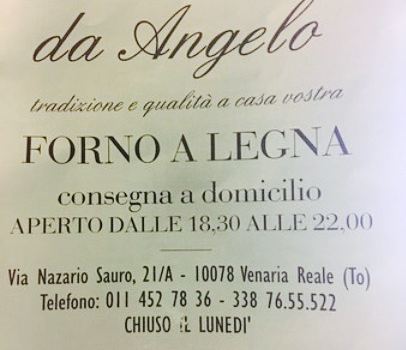 da Angelo
tradizione e qualità a casa vostra
FORNO A LEGNA
consegna a domicilio
APERTO DALLE 18,30 ALLE 22,00
Via Nazario Sauro, 21/A - 10078 Venaria Reale (To)
Telefono: 011 452 78 36 - 338 76.55.522
CHIUSO IL LUNEDI'